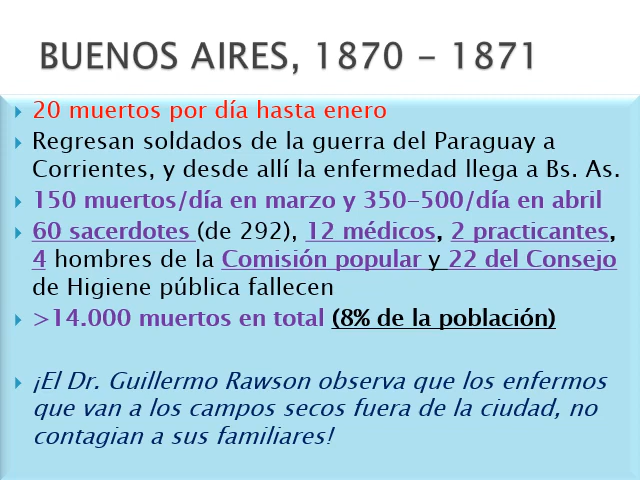 BUENOS AIRES, 1870 - 1871
20 muertos por día hasta enero
Regresan soldados de la guerra del Paraguay a
Corrientes, y desde allí la enfermedad llega a Bs. As.
150 muertos/día en marzo y 350-500/día en abril
60 sacerdotes (de 292), 12 médicos, 2 practicantes,
4 hombres de la Comisión popular y 22 del Consejo
de Higiene pública fallecen
>14.000 muertos en total (8% de la población)
¡El Dr. Guillermo Rawson observa que los enfermos
que van a los campos secos fuera de la ciudad, no
contagian a sus familiares!